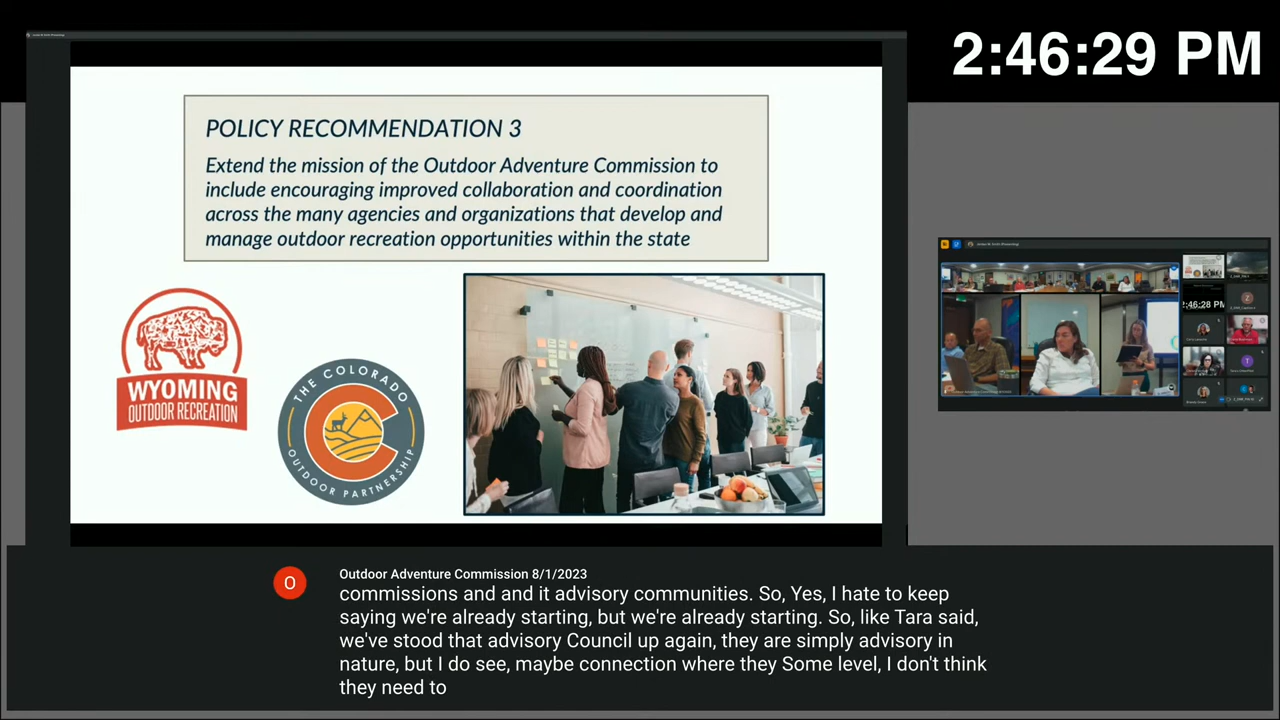 2:46:29 PM
POLICY RECOMMENDATION 3
Extend the mission of the Outdoor Adventure Commission to
include encouraging improved collaboration and coordination
across the many agencies and organizations that develop and
manage outdoor recreation opportunities within the state
WYOMING
OUTDOOR RECREATION
THE COLORADO
OUTDOOR PARTNERSHIP
2:46:28 PM
O
Outdoor Adventure Commission 8/1/2023
commissions and and it advisory communities. So, Yes, I hate to keep
saying we're already starting, but we're already starting. So, like Tara said,
we've stood that advisory Council up again, they are simply advisory in
nature, but I do see, maybe connection where they Some level, I don't think
they need to